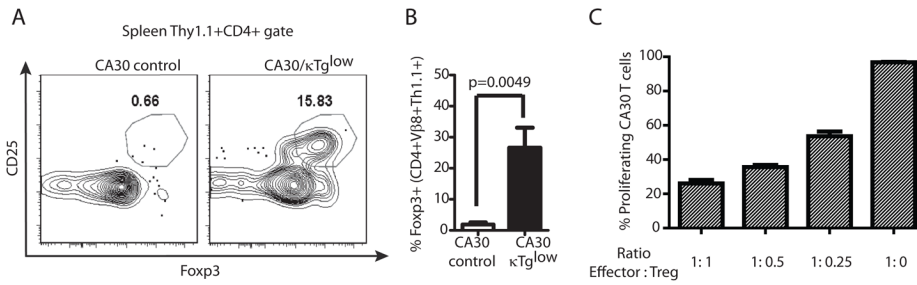 A
Spleen Thy1.1+CD4+ gate
CA30 control
CA30/κTglow
0.66
15.83
CD25
Foxp3
B
p=0.0049
% Foxp3+ (CD4+Vβ8+Th1.1+)
50
40
30
20
10
0
CA30
control
CA30
κTglow
C
% Proliferating CA30 T cells
100
80
60
40
20
0
Ratio
Effector : Treg
1: 1
1: 0.5
1: 0.25
1: 0